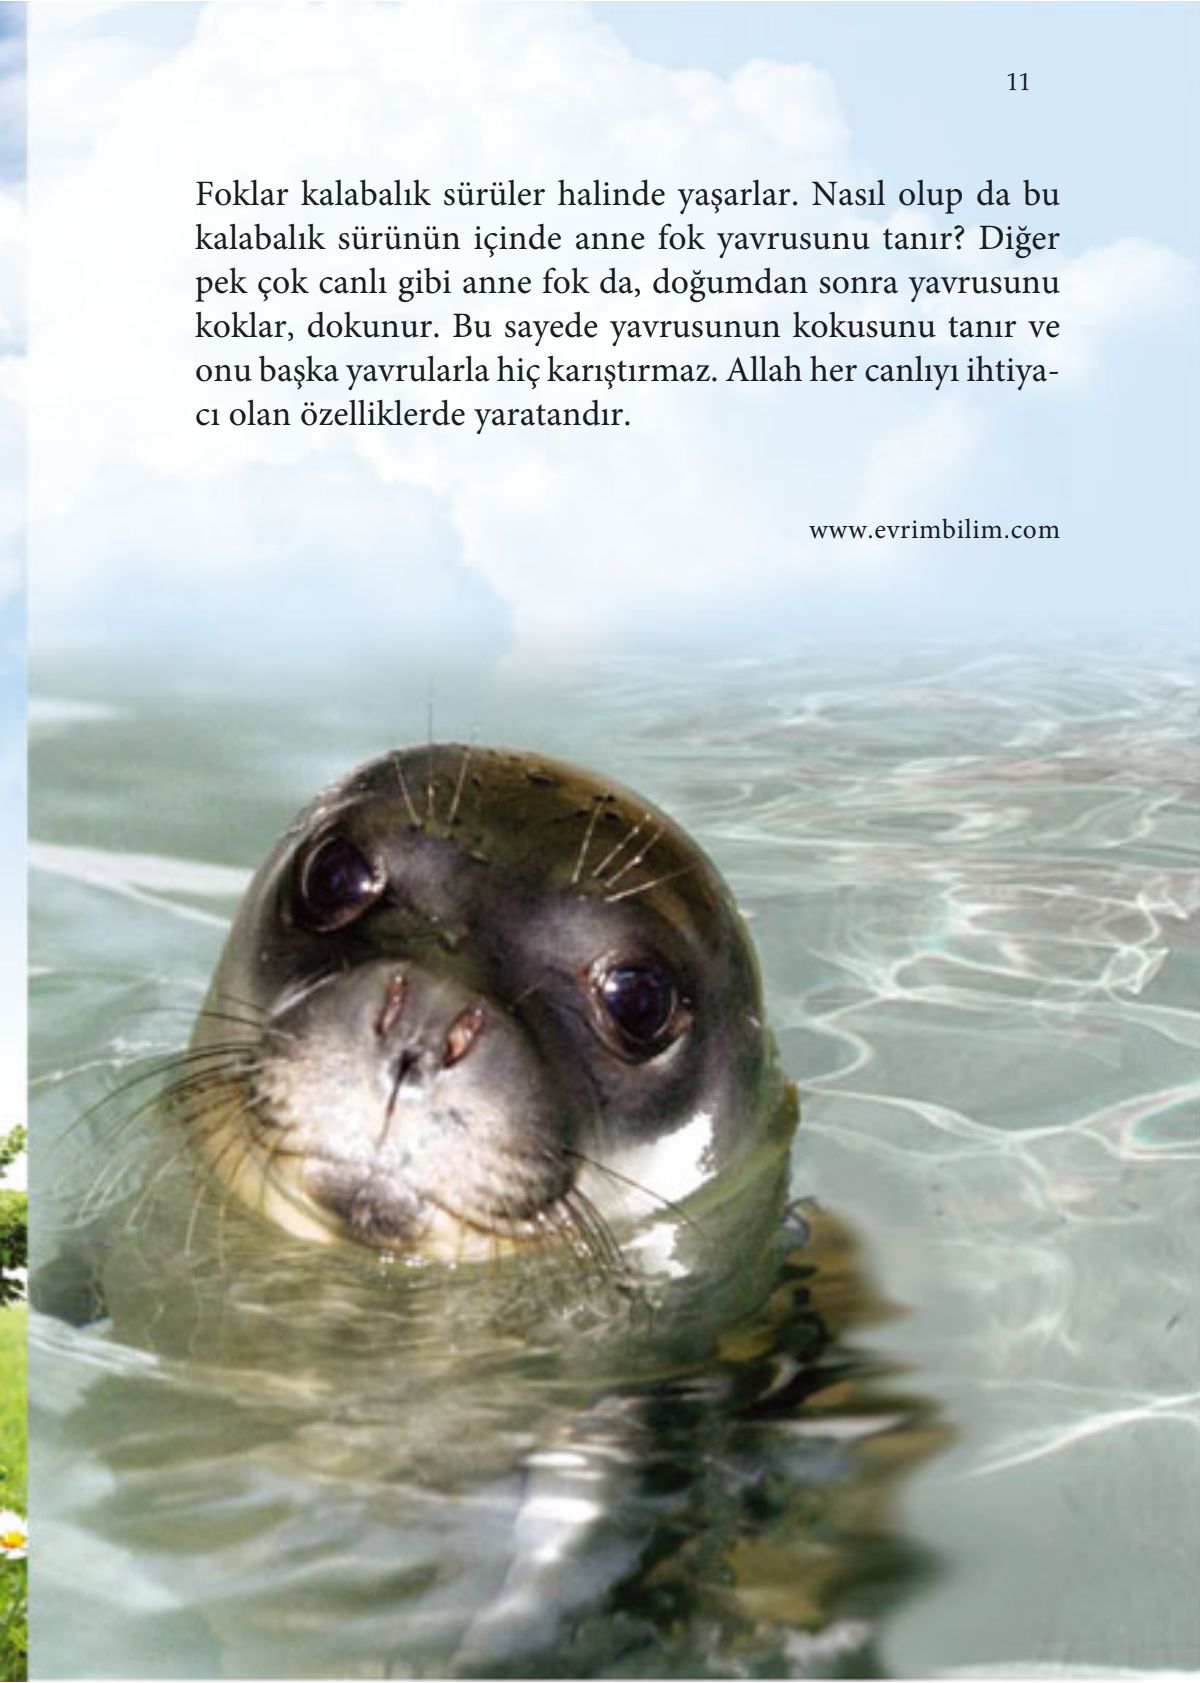 11
Foklar kalabalık sürüler halinde yaşarlar. Nasıl olup da bu
kalabalık sürünün içinde anne fok yavrusunu tanır? Diğer
pek çok canlı gibi anne fok da, doğumdan sonra yavrusunu
koklar, dokunur. Bu sayede yavrusunun kokusunu tanır ve
onu başka yavrularla hiç karıştırmaz. Allah her canlıyı ihtiya-
cı olan özelliklerde yaratandır.
www.evrimbilim.com